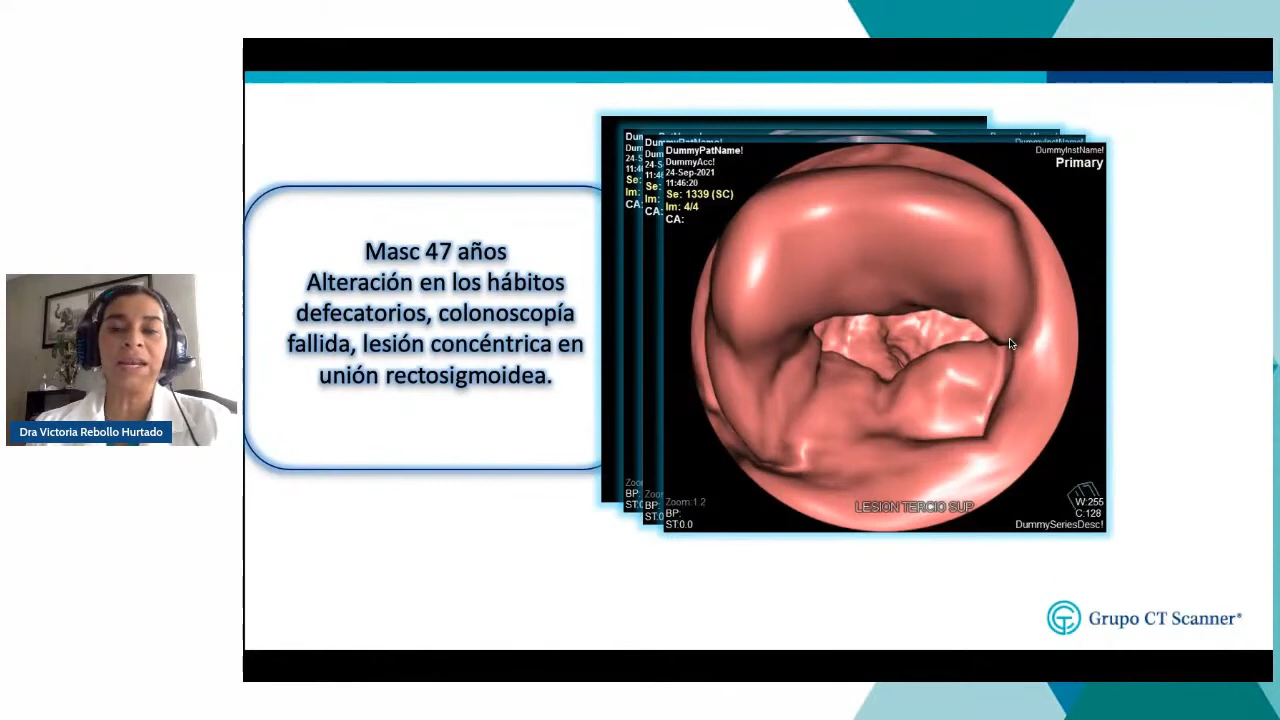 Masc 47 años
Alteración en los hábitos
defecatorios, colonoscopía
fallida, lesión concéntrica en
unión rectosigmoidea.
Dra Victoria Rebollo Hurtado
DummyPatName!
DummyAcc!
24-Sep-2021
11:46:20
Se: 1339 (SC)
Im: 4/4
CA:
DummyInstName!
Primary
LESION TERCIO SUP
Zoom:1.2
BP:
ST:0.0
W:255
C:128
DummySeriesDesc!
Grupo CT Scanner®